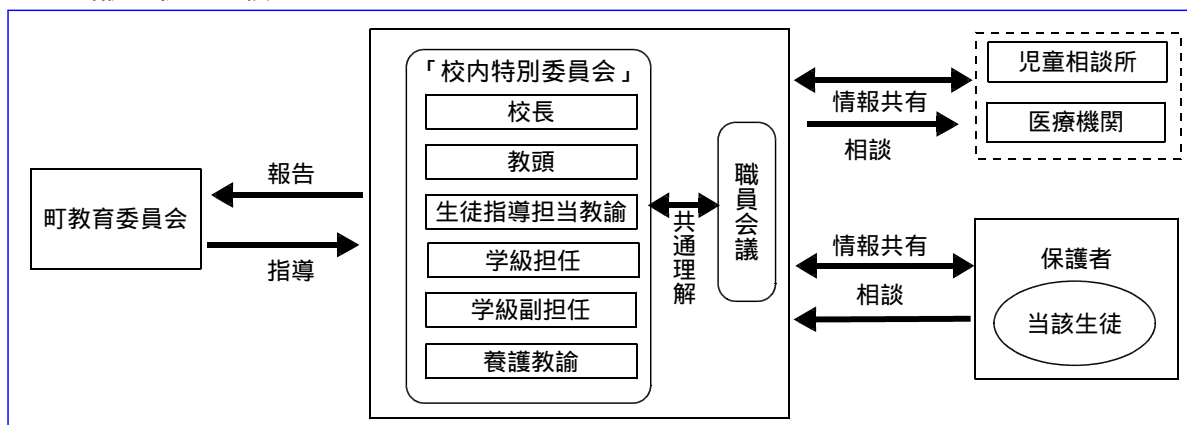 「校内特別委員会」
校長
教頭
生徒指導担当教諭
学級担任
学級副担任
養護教諭
共通理解
職員会議
町教育委員会
報告
指導
情報共有
相談
児童相談所
医療機関
情報共有
相談
保護者
当該生徒